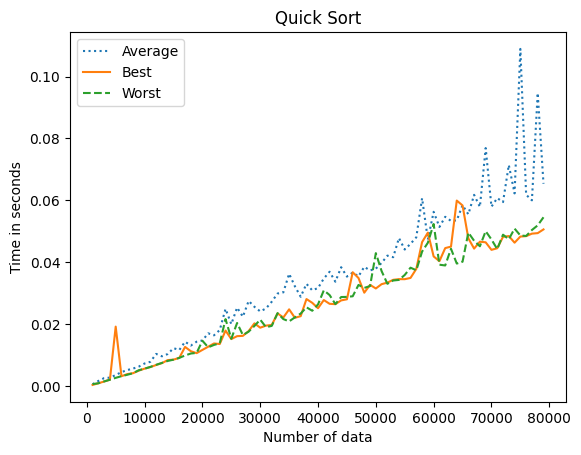 Quick Sort
Average
Best
Worst
0.10
0.08
0.06
0.04
0.02
0.00
Time in seconds
0 10000 20000 30000 40000 50000 60000 70000 80000
Number of data